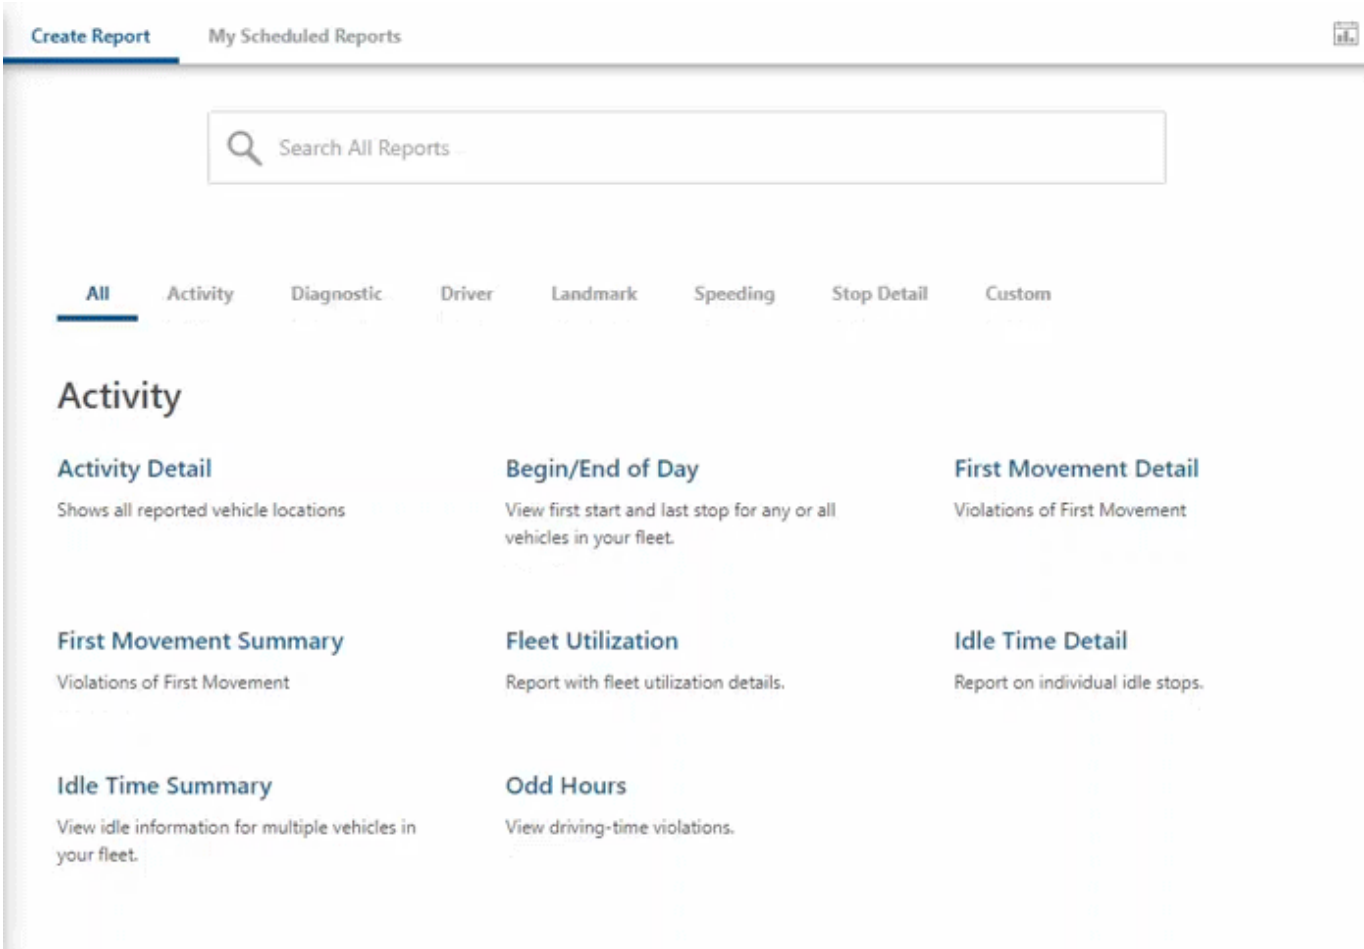 Create Report
My Scheduled Reports
Search All Reports
All
Activity
Diagnostic
Driver
Landmark
Speeding
Stop Detail
Custom
Activity
Activity Detail
Shows all reported vehicle locations
Begin/End of Day
View first start and last stop for any or all
vehicles in your fleet.
First Movement Detail
Violations of First Movement
First Movement Summary
Violations of First Movement
Fleet Utilization
Report with fleet utilization details.
Idle Time Detail
Report on individual idle stops.
Idle Time Summary
View idle information for multiple vehicles in
your fleet.
Odd Hours
View driving-time violations.